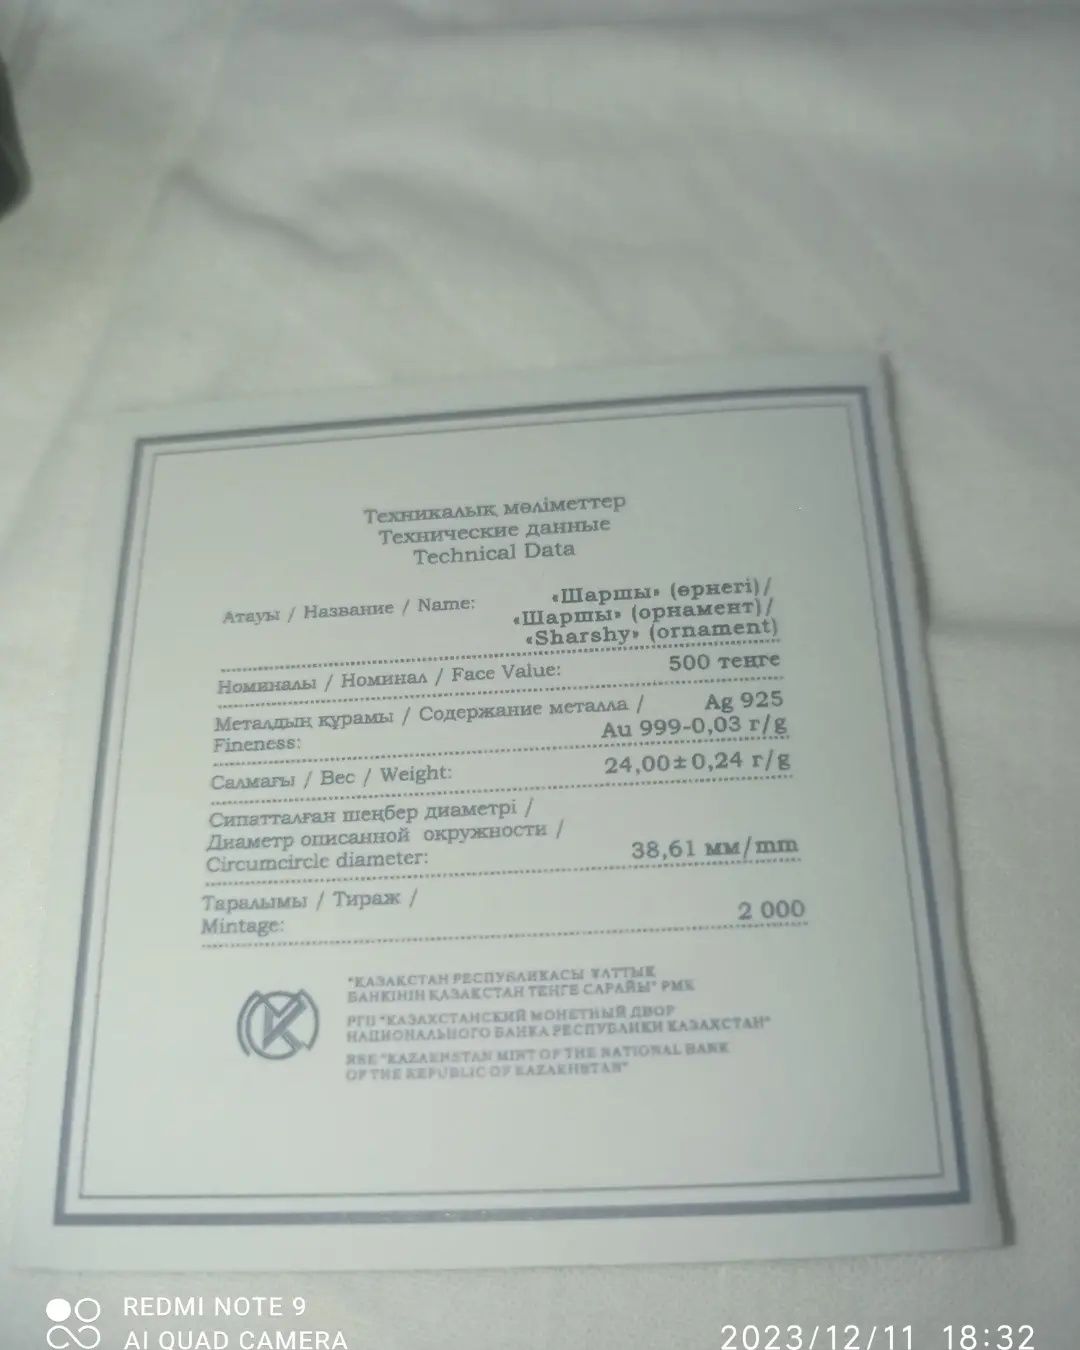 Техникалық мәліметтер
Технические данные
Technical Data
Атауы / Название / Name:
«Шаршы» (өрнегі)/
«Шаршы» (орнамент)/
«Sharshy» (ornament)
Номиналы / Номинал / Face Value:
500 теңге
Металдың құрамы / Содержание металла /
Fineness:
Ag 925
Au 999-0,03 г/g
Салмағы / Вес / Weight:
24,00±0,24 г/g
Сипатталған шеңбер диаметрі /
Диаметр описанной окружности /
Circumcircle diameter:
38,61 мм/mm
Таралымы / Тираж /
Mintage:
2 000
"ҚАЗАҚСТАН РЕСПУБЛИКАСЫ ҰЛТТЫҚ
БАНКІНІҢ ҚАЗАҚСТАН ТЕҢГЕ САРАЙЫ" РМК
РГП "КАЗАХСТАНСКИЙ МОНЕТНЫЙ ДВОР
НАЦИОНАЛЬНОГО БАНКА РЕСПУБЛИКИ КАЗАХСТАН"
RSE "KAZAKHSTAN MINT OF THE NATIONAL BANK
OF THE REPUBLIC OF KAZAKHSTAN"
REDMI NOTE 9
AI QUAD CAMERA
2023/12/11 18:32